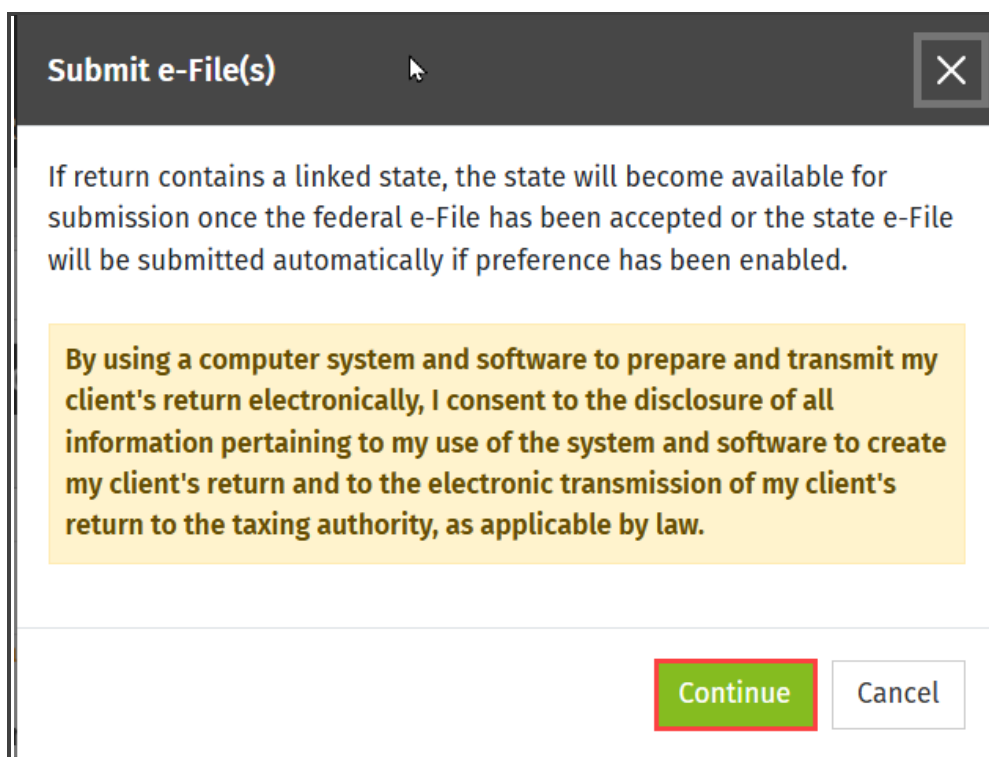 Submit e-File(s)
If return contains a linked state, the state will become available for
submission once the federal e-File has been accepted or the state e-File
will be submitted automatically if preference has been enabled.
By using a computer system and software to prepare and transmit my
client's return electronically, I consent to the disclosure of all
information pertaining to my use of the system and software to create
my client's return and to the electronic transmission of my client's
return to the taxing authority, as applicable by law.
Continue
Cancel